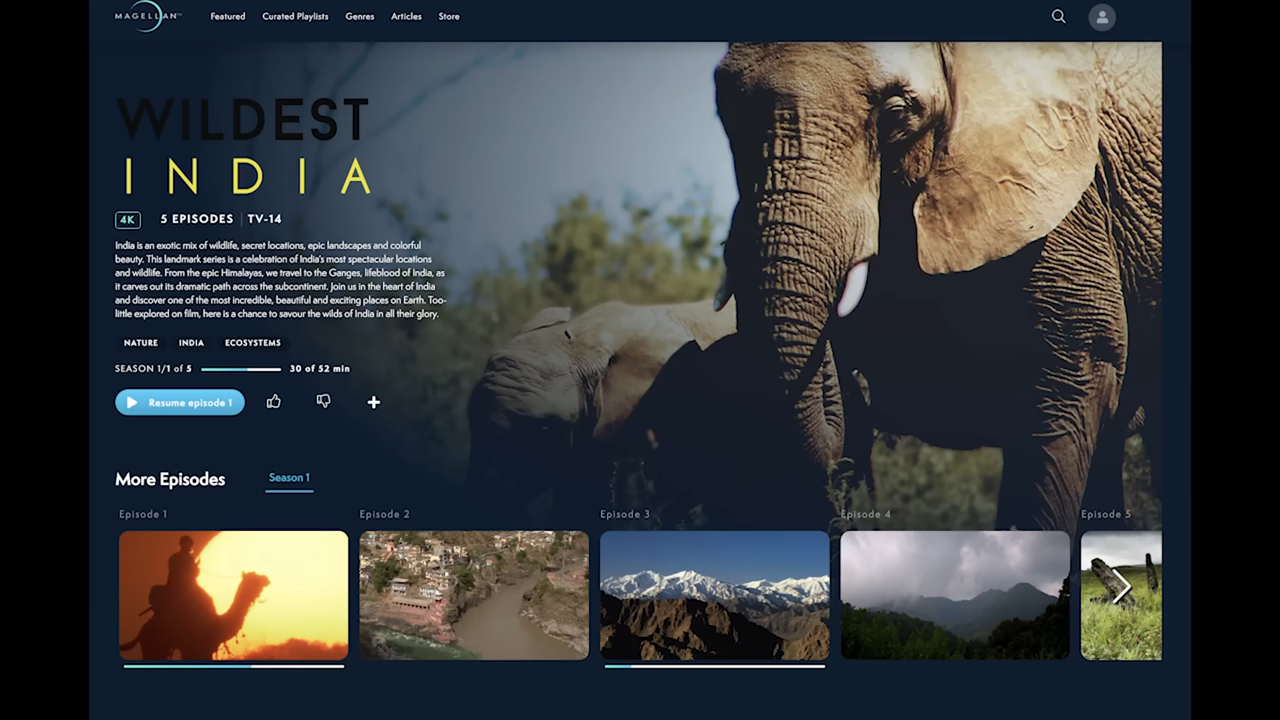 MAGELLAN™
Featured
Curated Playlists
Genres
Articles
Store
WILDEST
INDIA
4K
5 EPISODES | TV-14
India is an exotic mix of wildlife, secret locations, epic landscapes and colorful
beauty. This landmark series is a celebration of India's most spectacular locations
and wildlife. From the epic Himalayas, we travel to the Ganges, lifeblood of India, as
it carves out its dramatic path across the subcontinent. Join us in the heart of India
and discover one of the most incredible, beautiful and exciting places on Earth. Too-
little explored on film, here is a chance to savour the wilds of India in all their glory.
NATURE
INDIA
ECOSYSTEMS
SEASON 1/1 of 5
30 of 52 min
Resume episode 1
More Episodes
Season 1
Episode 1
Episode 2
Episode 3
Episode 4
Episode 5